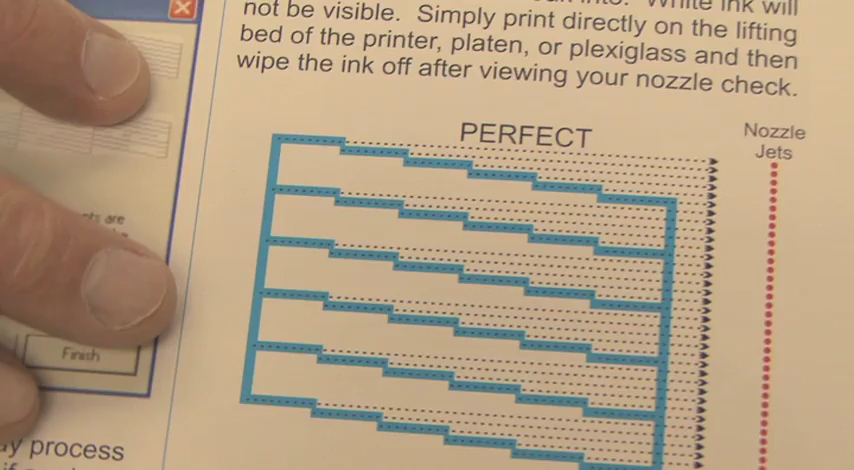 not be visible. Simply print directly on the lifting
bed of the printer, platen, or plexiglass and then
wipe the ink off after viewing your nozzle check.
PERFECT
Nozzle
Jets
are
Finish
process